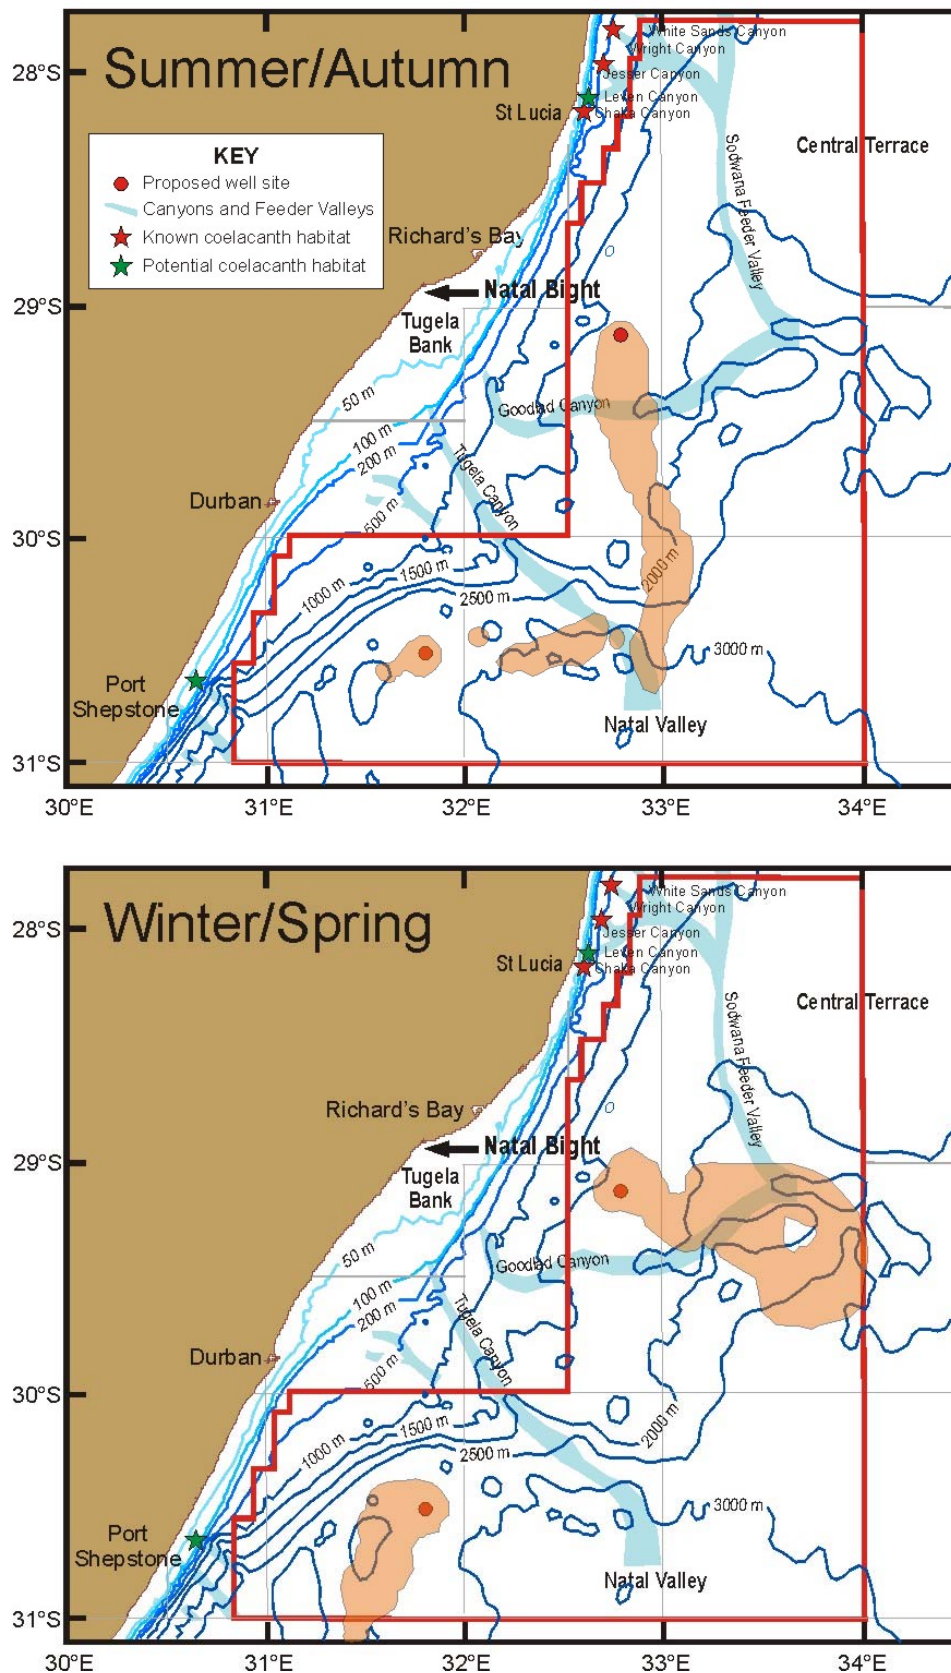 Summer/Autumn
28°S
White Sands Canyon
Wright Canyon
Jesser Canyon
Leven Canyon
St Lucia
Chaka Canyon
Central Terrace
KEY
Proposed well site
Canyons and Feeder Valleys
Known coelacanth habitat
Potential coelacanth habitat
Sodwana Feeder Valley
Richard's Bay
29°S
Natal Bight
Tugela
Bank
50 m
Goodlad Canyon
100 m
200 m
Tugela Canyon
Durban
500 m
30°S
1000 m
1500 m
2000 m
2500 m
3000 m
Port
Shepstone
Natal Valley
31°S
30°E
31°E
32°E
33°E
34°E
Winter/Spring
28°S
White Sands Canyon
Wright Canyon
Jesser Canyon
Leven Canyon
St Lucia
Chaka Canyon
Central Terrace
Sodwana Feeder Valley
Richard's Bay
Natal Bight
29°S
Tugela
Bank
50 m
Goodlad Canyon
100 m
200 m
Tugela Canyon
Durban
500 m
30°S
1000 m
1500 m
2000 m
2500 m
3000 m
Port
Shepstone
Natal Valley
31°S
30°E
31°E
32°E
33°E
34°E